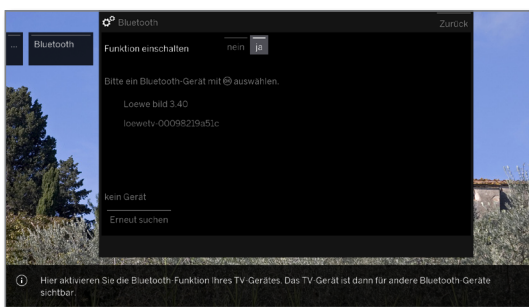 Bluetooth
Zurück
...
Bluetooth
Funktion einschalten
nein
ja
Bitte ein Bluetooth-Gerät mit OK auswählen.
Loewe bild 3.40
loewetv-00098219a51c
kein Gerät
Erneut suchen
Hier aktivieren Sie die Bluetooth-Funktion Ihres TV-Gerätes. Das TV-Gerät ist dann für andere Bluetooth-Geräte
sichtbar.